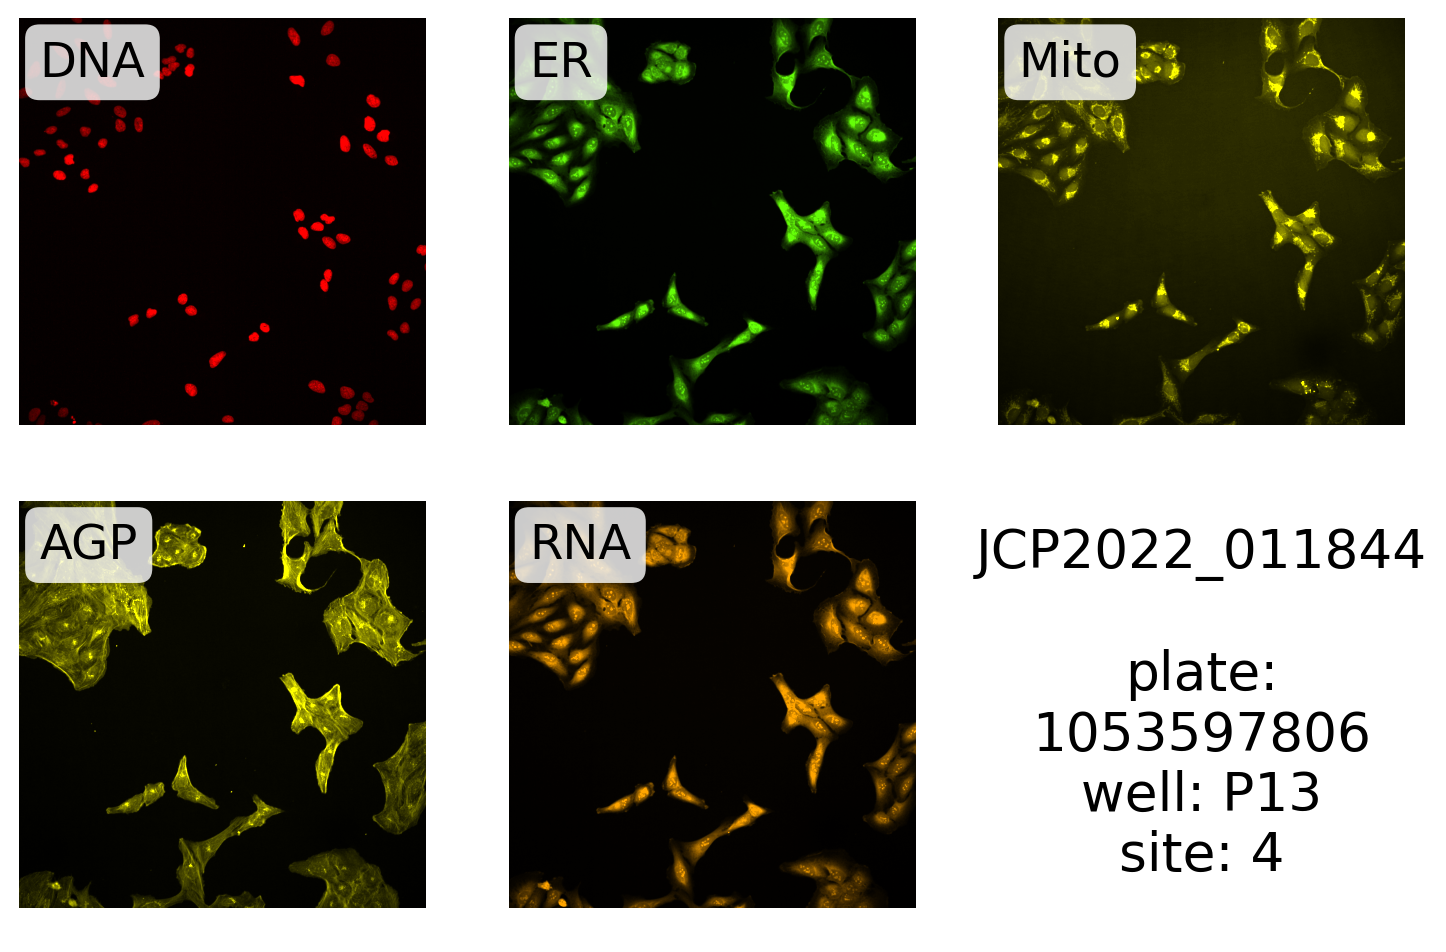 DNA
ER
Mito
AGP
RNA
JCP2022_011844
plate:
1053597806
well: P13
site: 4